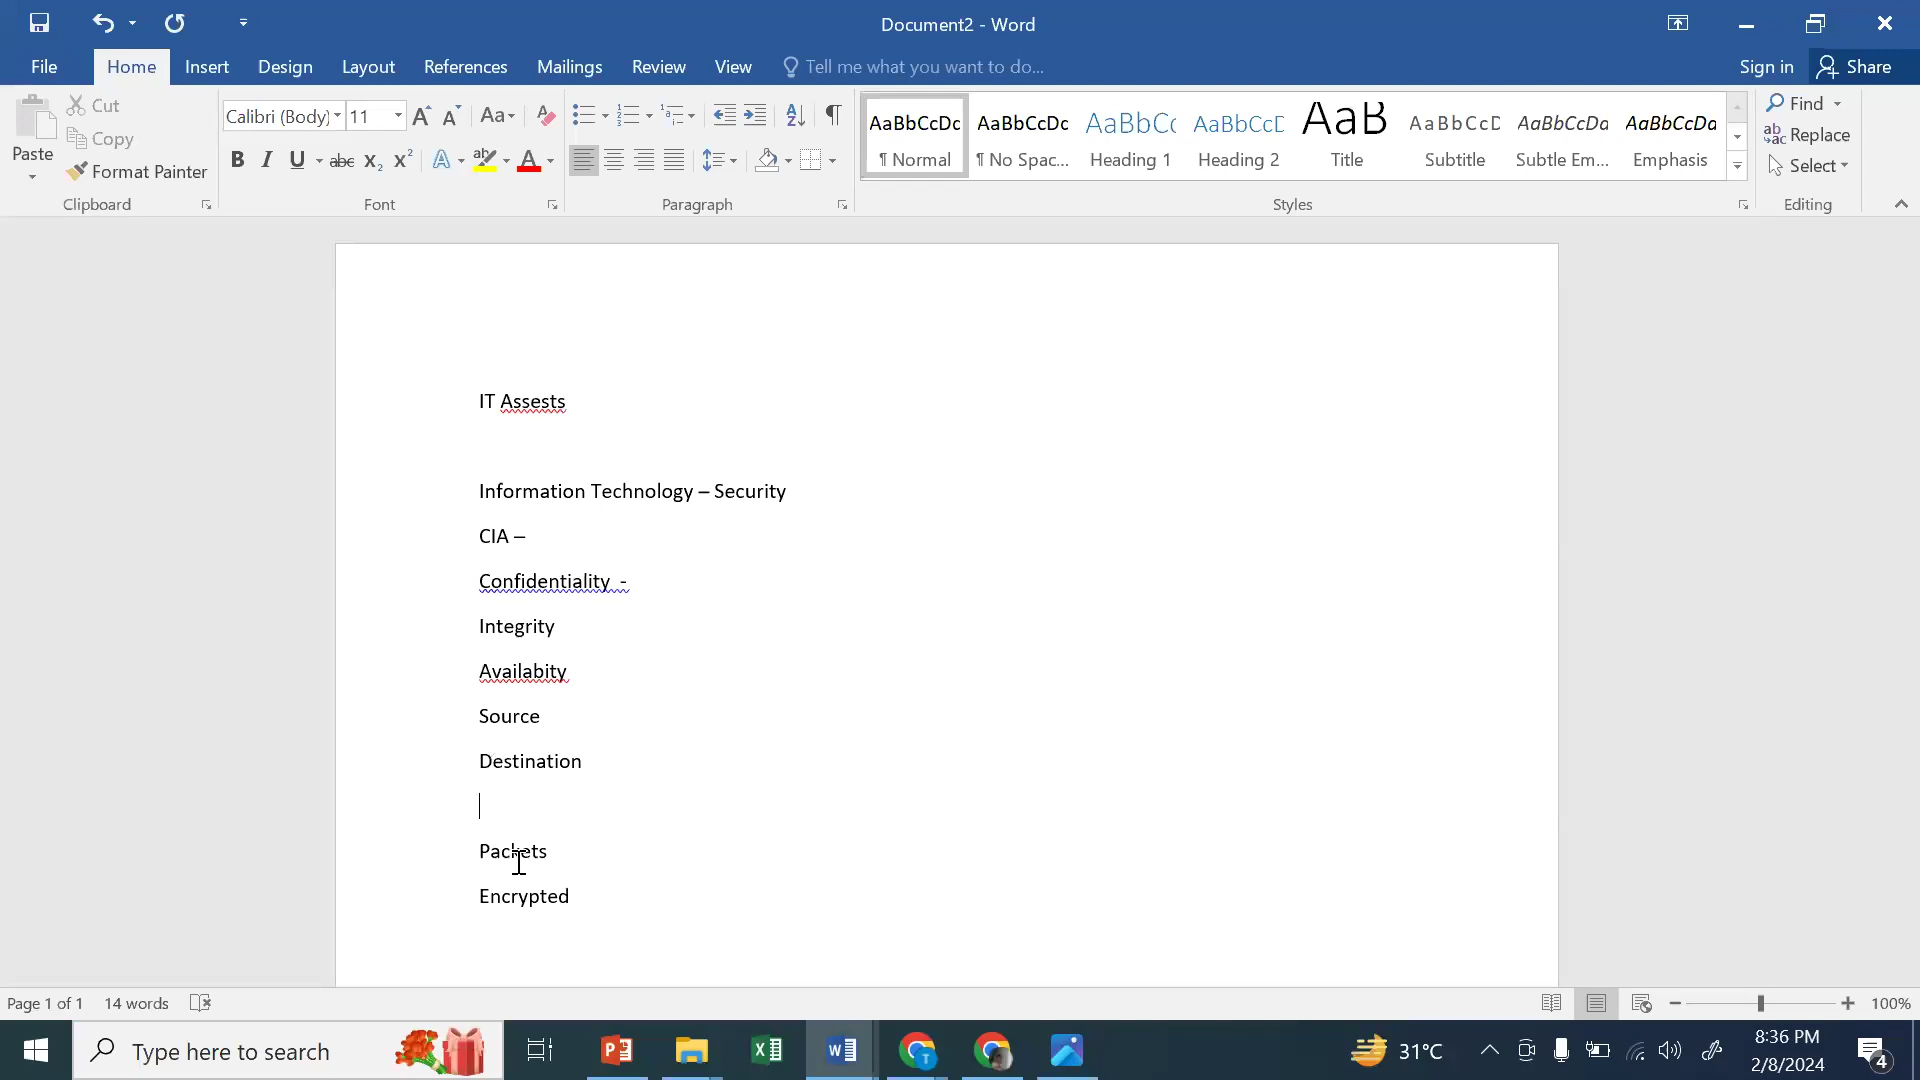 Document2 - Word
File Home Insert Design Layout References Mailings Review View Tell me what you want to do... Sign in Share
Paste
Cut
Copy
Format Painter
Clipboard
Calibri (Body) 11
Font
Paragraph
AaBbCcDc AaBbCcDc AaBbCc AaBbCcD AaB AaBbCcD AaBbCcDa AaBbCcDa
¶ Normal ¶ No Spac... Heading 1 Heading 2 Title Subtitle Subtle Em... Emphasis
Styles
Find
Replace
Select
Editing
IT Assests
Information Technology – Security
CIA –
Confidentiality -
Integrity
Availabity
Source
Destination
Packets
Encrypted
Page 1 of 1 14 words 100%
Type here to search
31°C
8:36 PM
2/8/2024
4